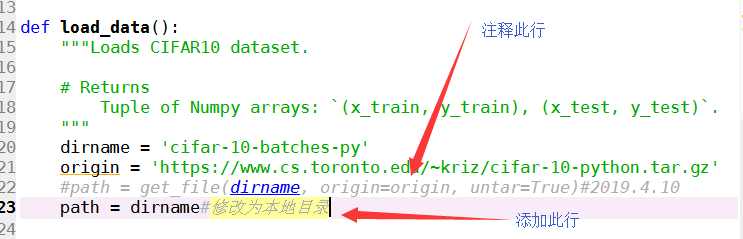 13
14 def load_data():
注释此行
15 """Loads CIFAR10 dataset.
16
17 # Returns
18 Tuple of Numpy arrays: `(x_train, y_train), (x_test, y_test)`.
19 """
20 dirname = 'cifar-10-batches-py'
21 origin = 'https://www.cs.toronto.edu/~kriz/cifar-10-python.tar.gz'
22 #path = get_file(dirname, origin=origin, untar=True)#2019.4.10
23 path = dirname#修改为本地目录
添加此行